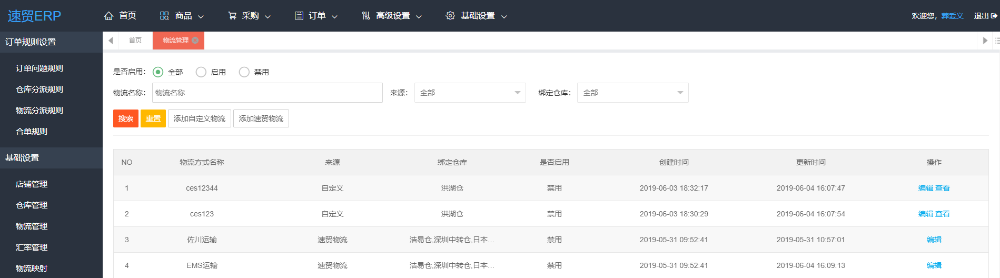 速贸ERP 首页 商品 采购 订单 高级设置 基础设置 欢迎您，葬爱义 退出
订单规则设置
订单问题规则
仓库分派规则
物流分派规则
合单规则
基础设置
店铺管理
仓库管理
物流管理
汇率管理
物流映射
首页 物流管理
是否启用： 全部 启用 禁用
物流名称： 物流名称 来源： 全部 绑定仓库： 全部
搜索 重置 添加自定义物流 添加速贸物流
NO 物流方式名称 来源 绑定仓库 是否启用 创建时间 更新时间 操作
1 ces12344 自定义 洪湖仓 禁用 2019-06-03 18:32:17 2019-06-04 16:07:47 编辑 查看
2 ces123 自定义 洪湖仓 禁用 2019-06-03 18:30:29 2019-06-04 16:07:54 编辑 查看
3 佐川运输 速贸物流 浩易仓,深圳中转仓,日本... 禁用 2019-05-31 09:52:41 2019-05-31 10:57:01 编辑
4 EMS运输 速贸物流 浩易仓,深圳中转仓,日本... 禁用 2019-05-31 09:52:41 2019-06-04 16:09:13 编辑